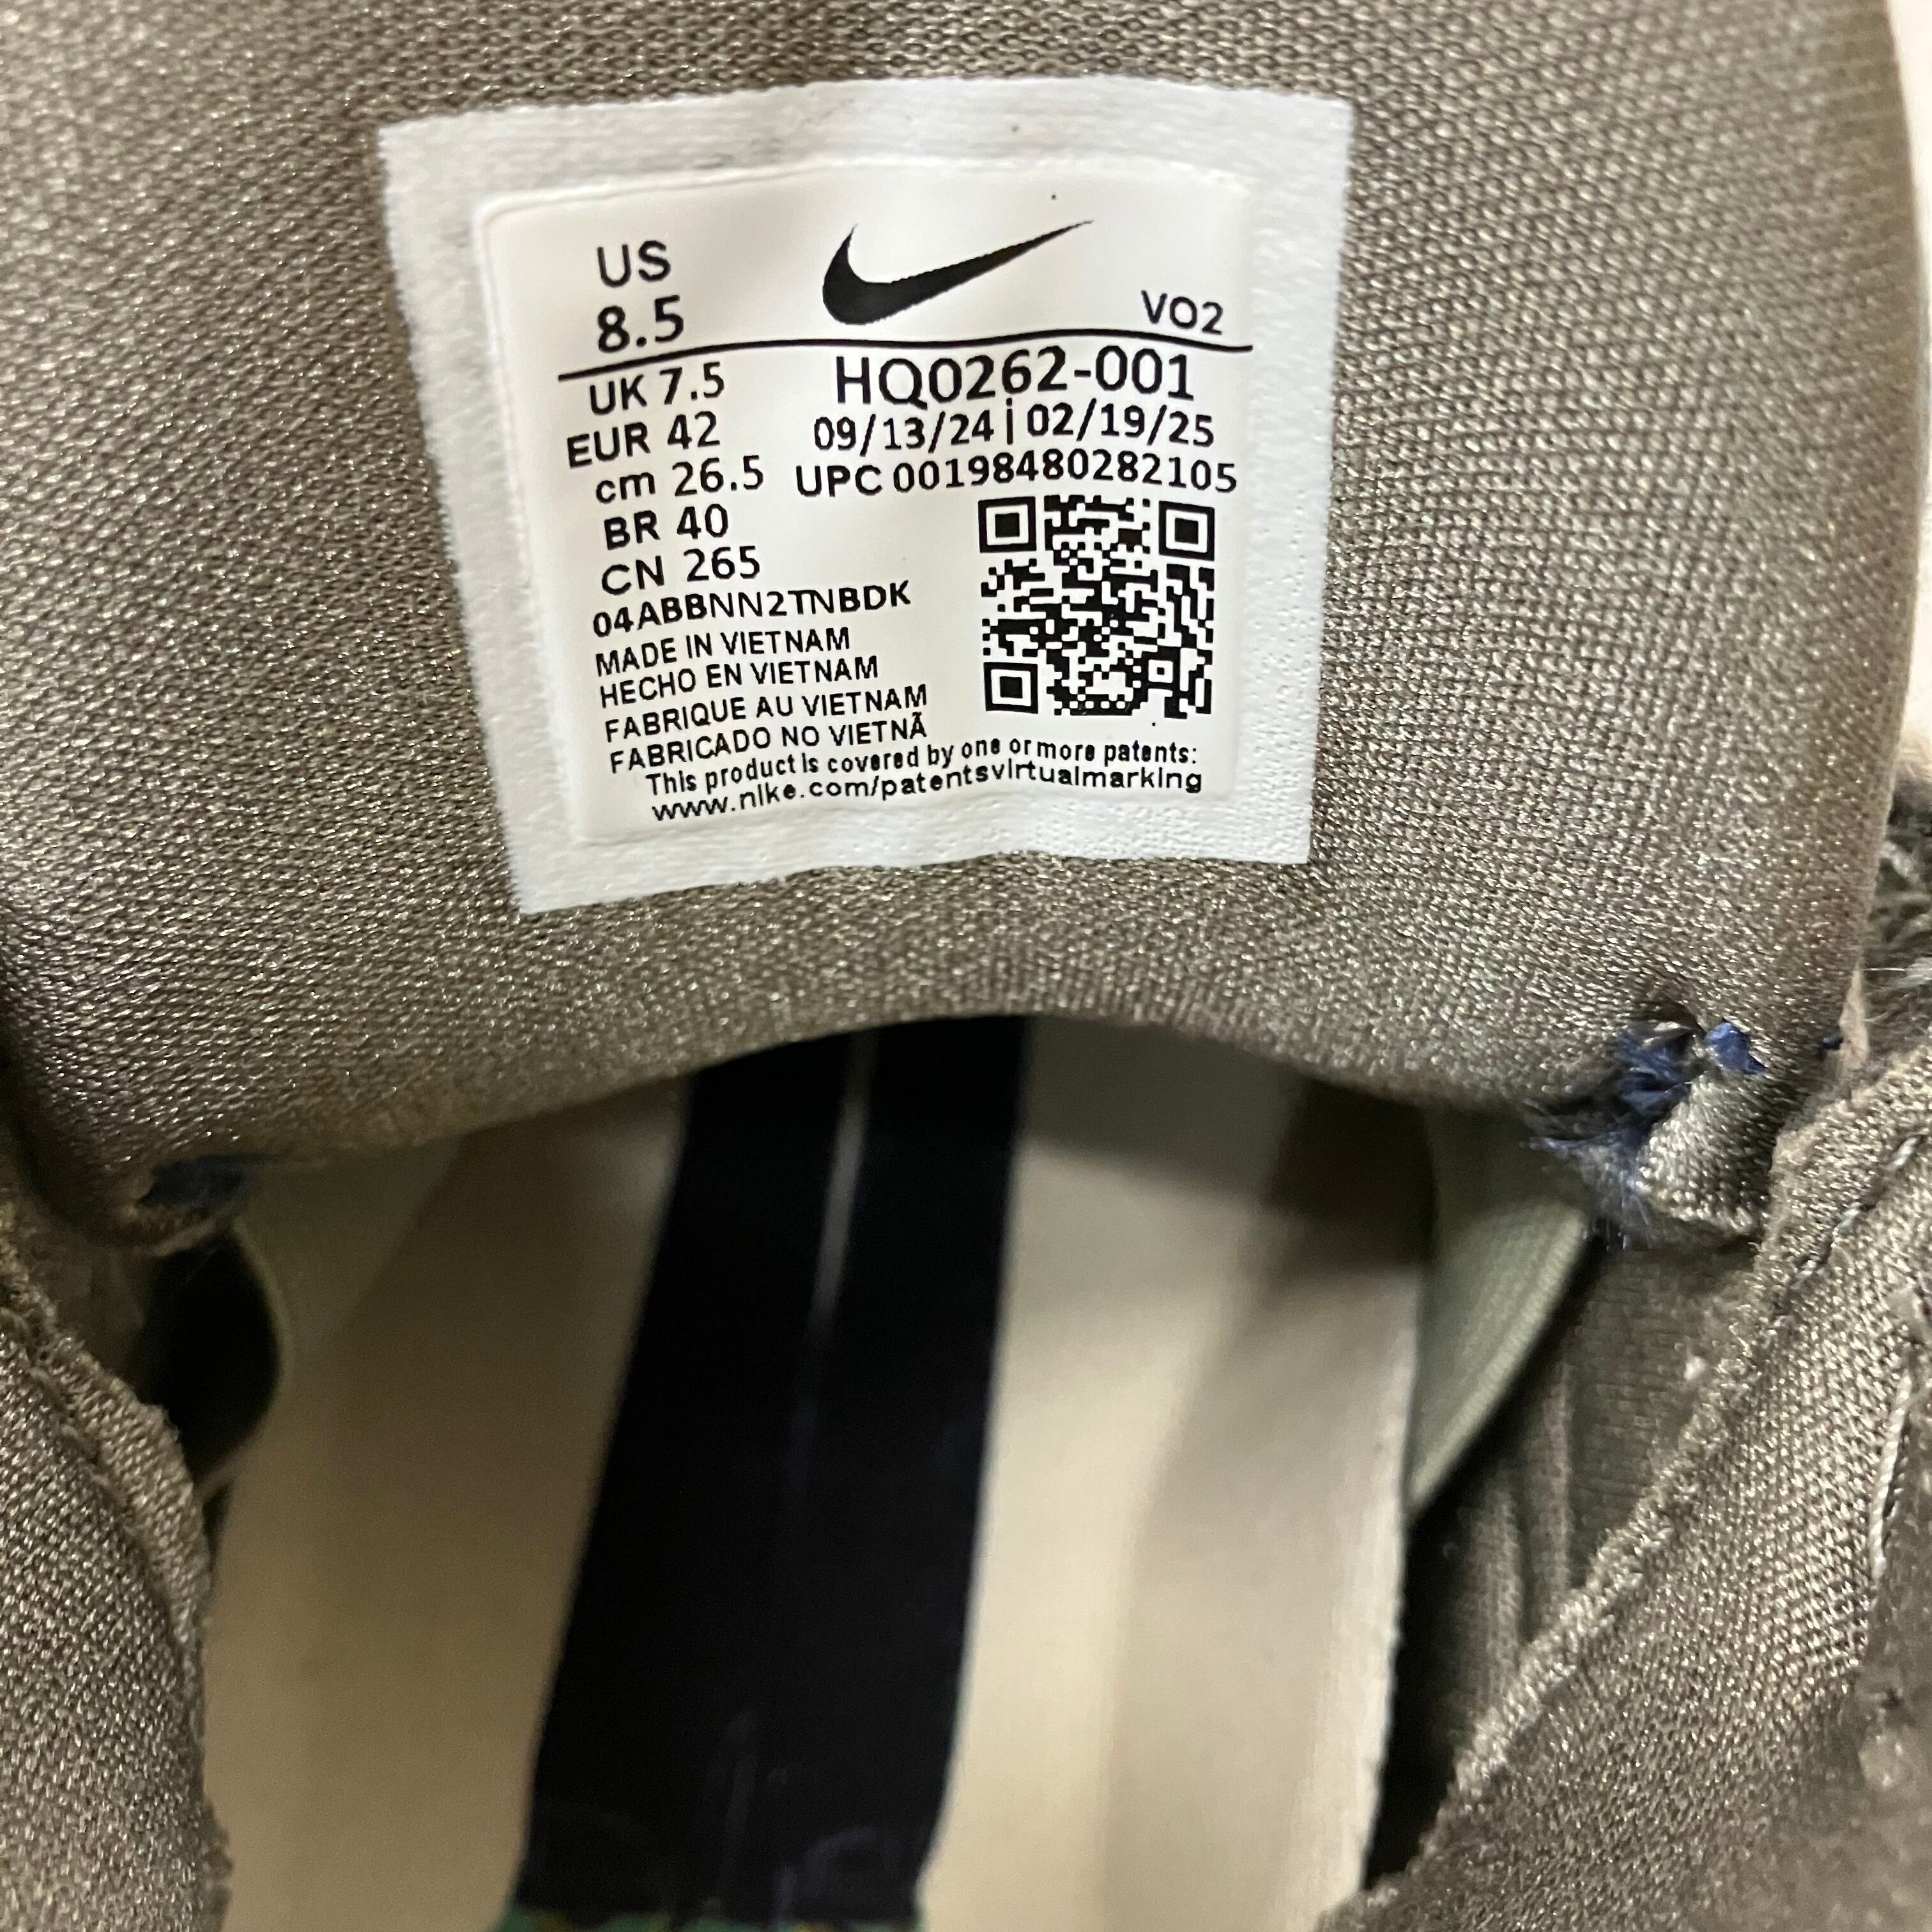 US
8.5
VO2
UK 7.5
HQ0262-001
EUR 42
09/13/24 | 02/19/25
cm 26.5
UPC 00198480282105
BR 40
CN 265
04ABBNN2TNBDK
MADE IN VIETNAM
HECHO EN VIETNAM
FABRIQUE AU VIETNAM
FABRICADO NO VIETNÃ
This product is covered by one or more patents:
www.nike.com/patentsvirtualmarking